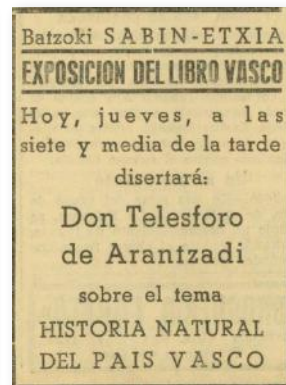 Batzoki SABIN-ETXIA
EXPOSICION DEL LIBRO VASCO
Hoy, jueves, a las
siete y media de la tarde
disertará:
Don Telesforo
de Arantzadi
sobre el tema
HISTORIA NATURAL
DEL PAIS VASCO